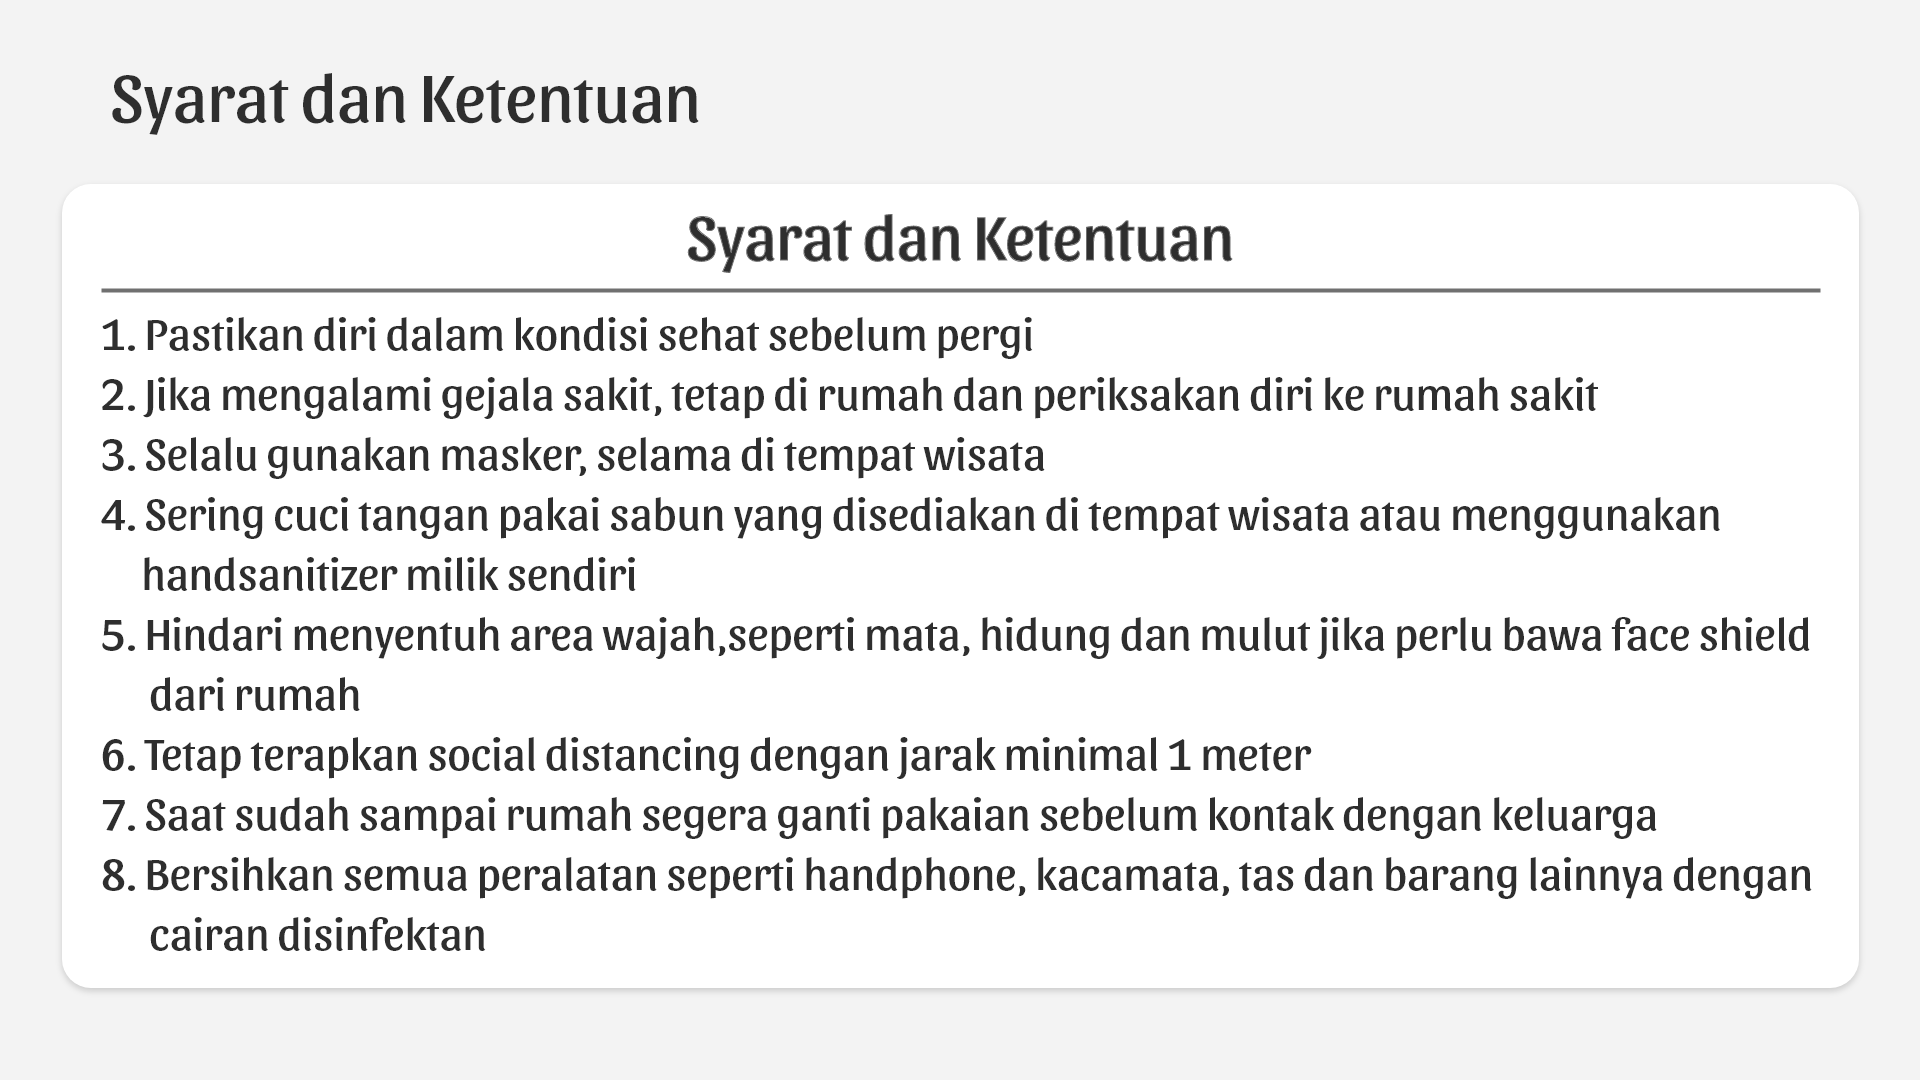 Syarat dan Ketentuan
Syarat dan Ketentuan
1. Pastikan diri dalam kondisi sehat sebelum pergi
2. Jika mengalami gejala sakit, tetap di rumah dan periksakan diri ke rumah sakit
3. Selalu gunakan masker, selama di tempat wisata
4. Sering cuci tangan pakai sabun yang disediakan di tempat wisata atau menggunakan
handsanitizer milik sendiri
5. Hindari menyentuh area wajah,seperti mata, hidung dan mulut jika perlu bawa face shield
dari rumah
6. Tetap terapkan social distancing dengan jarak minimal 1 meter
7. Saat sudah sampai rumah segera ganti pakaian sebelum kontak dengan keluarga
8. Bersihkan semua peralatan seperti handphone, kacamata, tas dan barang lainnya dengan
cairan disinfektan